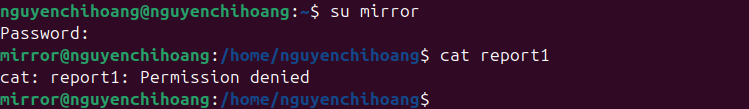 nguyenchihoang@nguyenchihoang:~$ su mirror
Password:
mirror@nguyenchihoang:/home/nguyenchihoang$ cat report1
cat: report1: Permission denied
mirror@nguyenchihoang:/home/nguyenchihoang$